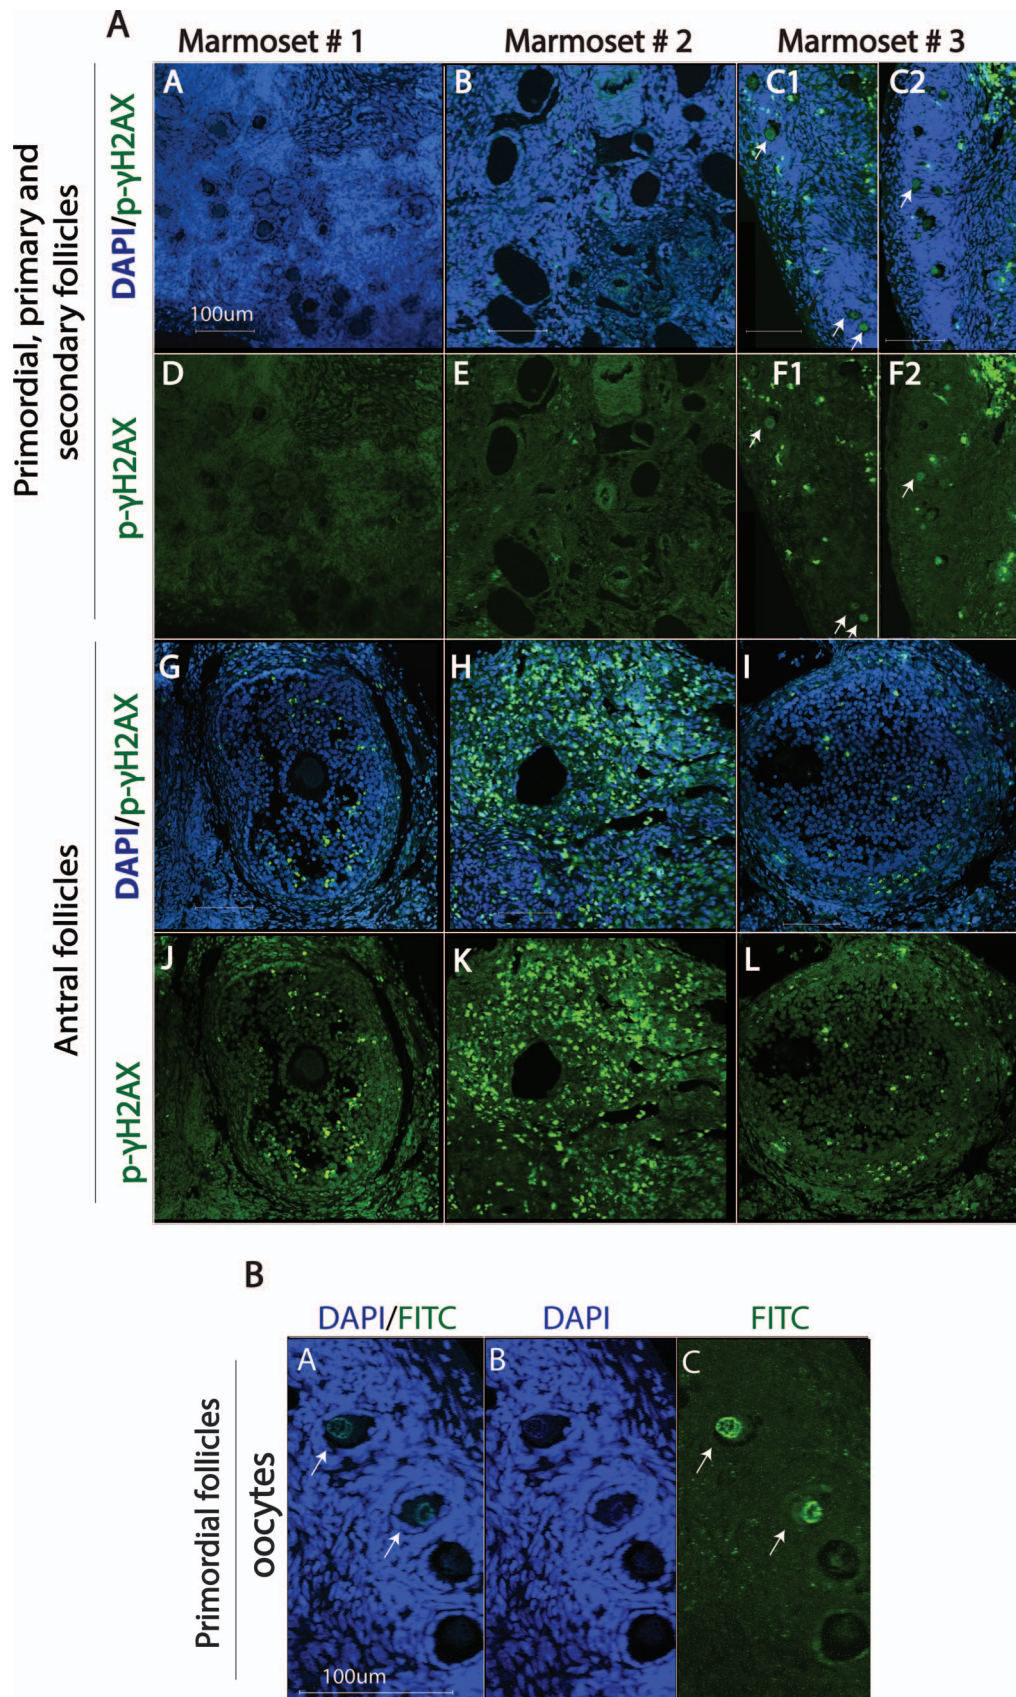 A
Marmoset # 1
Marmoset # 2
Marmoset # 3
Primordial, primary and
secondary follicles
DAPI/p-γH2AX
A
B
C1
C2
100um
p-γH2AX
D
E
F1
F2
Antral follicles
DAPI/p-γH2AX
G
H
I
p-γH2AX
J
K
L
B
DAPI/FITC
DAPI
FITC
Primordial follicles
oocytes
A
B
C
100um